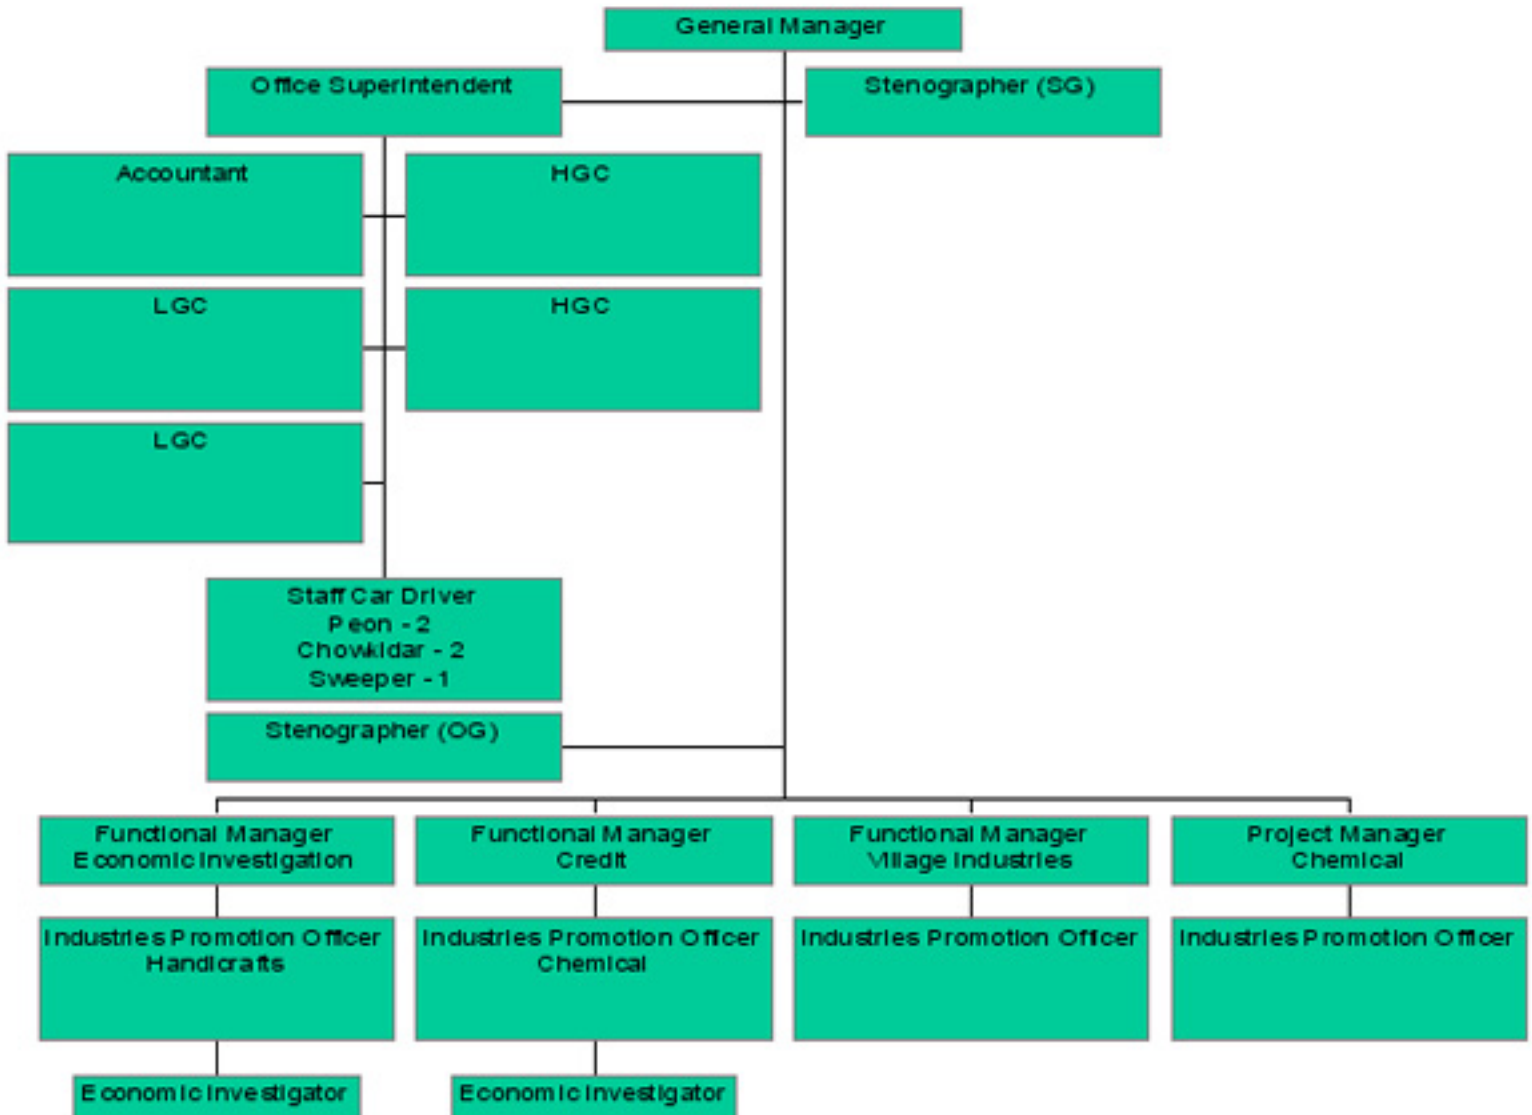 General Manager
Office Superintendent
Stenographer (SG)
Accountant
HGC
LGC
HGC
LGC
Staff Car Driver
Peon - 2
Chowkidar - 2
Sweeper - 1
Stenographer (OG)
Functional Manager
Economic Investigation
Functional Manager
Credit
Functional Manager
Village Industries
Project Manager
Chemical
Industries Promotion Officer
Handicrafts
Industries Promotion Officer
Chemical
Industries Promotion Officer
Industries Promotion Officer
Economic Investigator
Economic Investigator